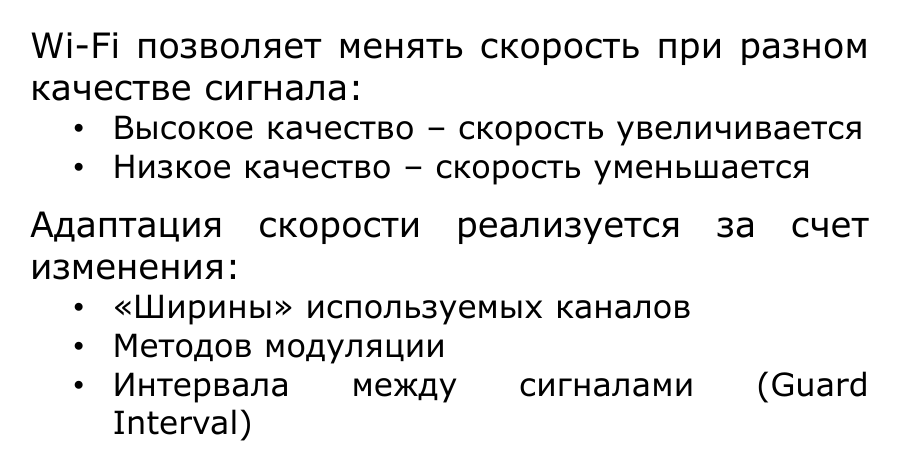 Wi-Fi позволяет менять скорость при разном
качестве сигнала:
• Высокое качество – скорость увеличивается
• Низкое качество – скорость уменьшается
Адаптация скорости реализуется за счет
изменения:
• «Ширины» используемых каналов
• Методов модуляции
• Интервала между сигналами (Guard
Interval)